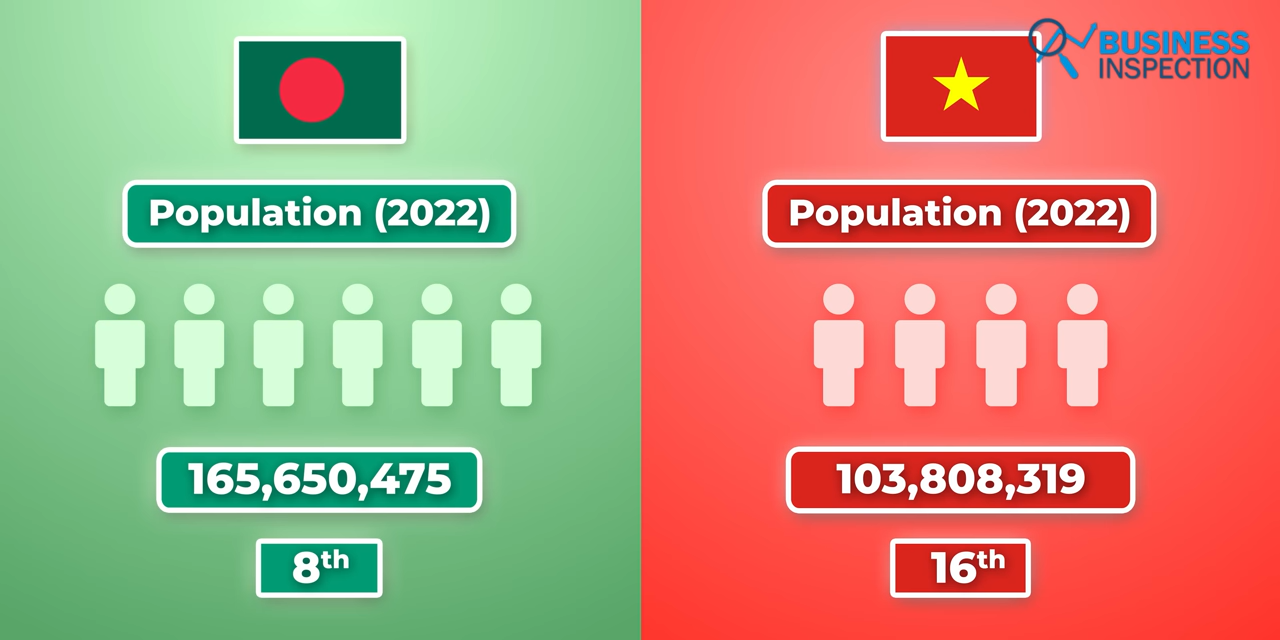 BUSINESS
INSPECTION
Population (2022)
165,650,475
8th
Population (2022)
103,808,319
16th